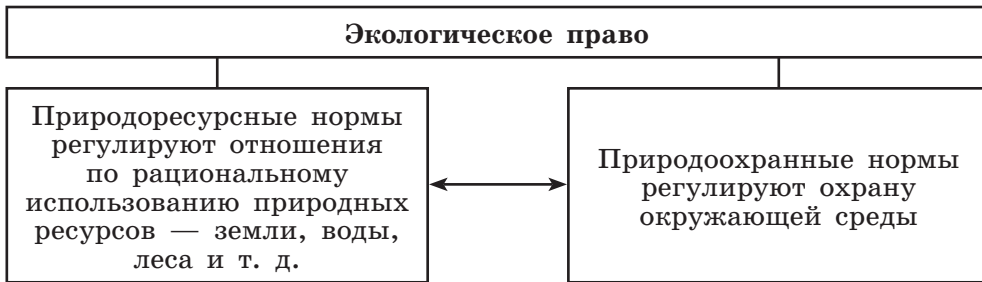 Экологическое право
Природоресурсные нормы
регулируют отношения
по рациональному
использованию природных
ресурсов — земли, воды,
леса и т. д.
Природоохранные нормы
регулируют охрану
окружающей среды